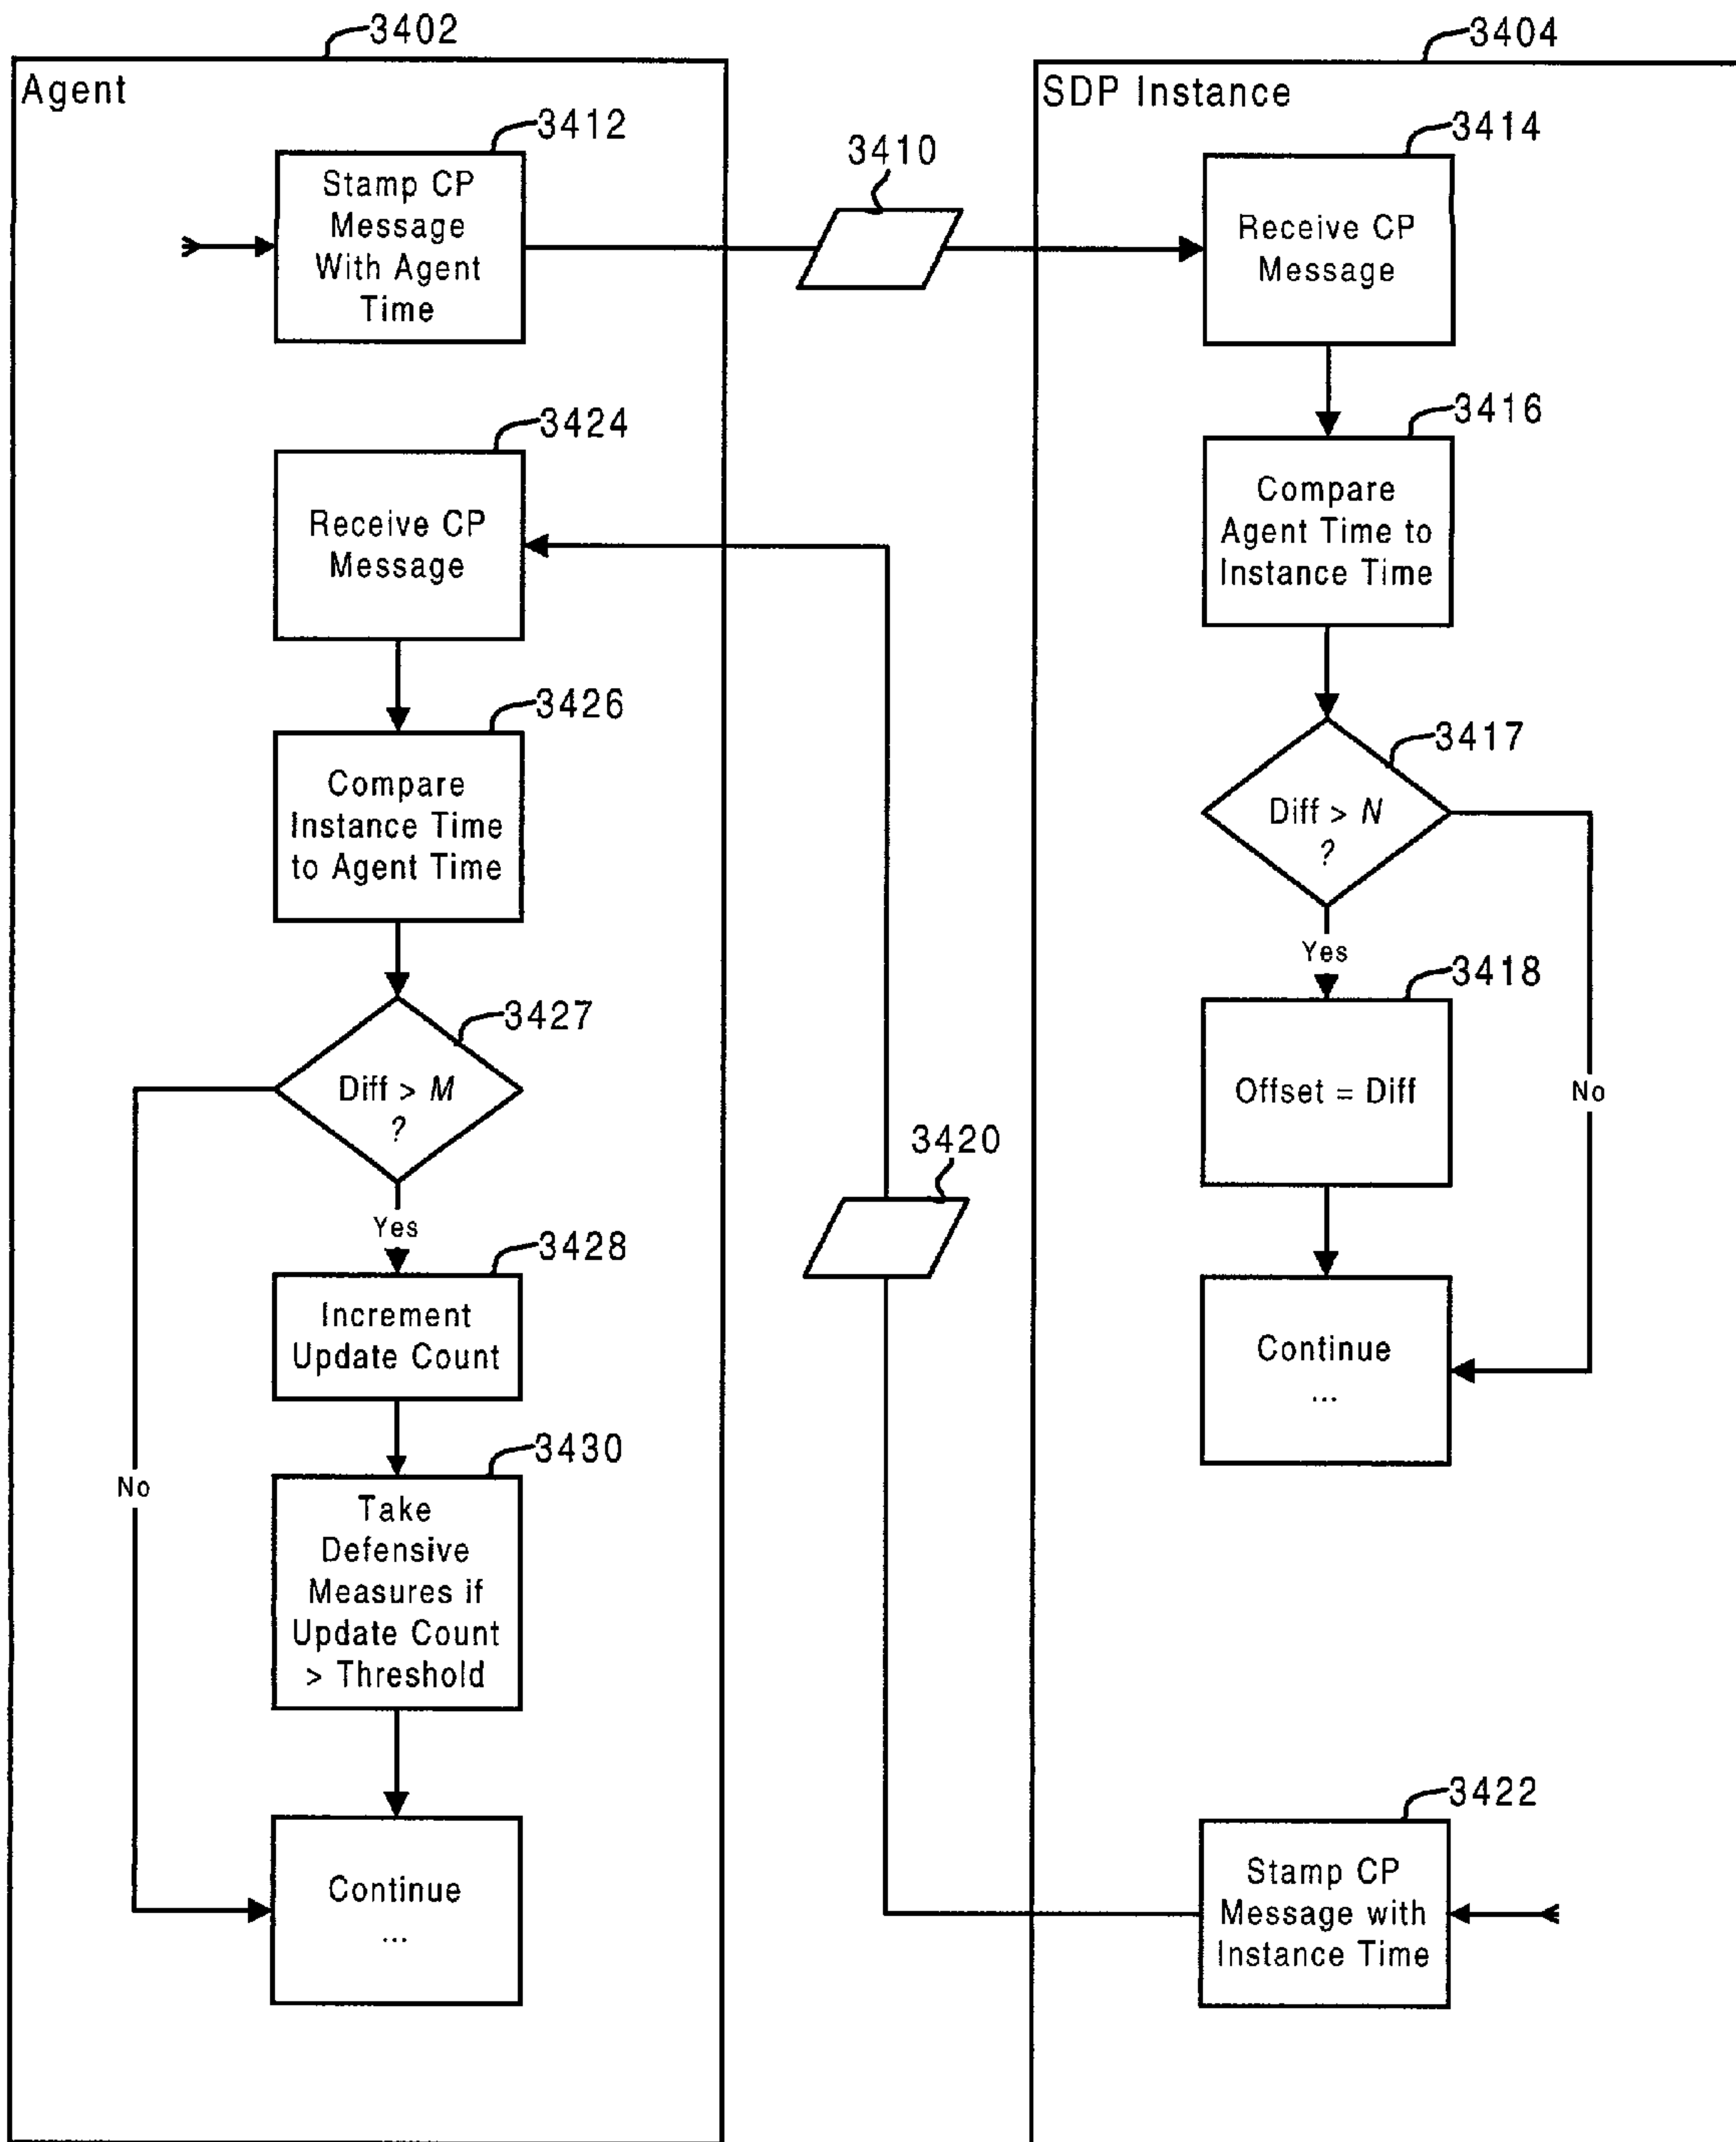 3402
3404
Agent
SDP Instance
3412
Stamp CP
Message
With Agent
Time
3410
3414
Receive CP
Message
3424
Receive CP
Message
3416
Compare
Agent Time to
Instance Time
3426
Compare
Instance Time
to Agent Time
3417
Diff > N
?
Yes
No
3418
Offset = Diff
3427
Diff > M
?
Yes
No
3420
3428
Increment
Update Count
Continue
...
3430
Take
Defensive
Measures if
Update Count
> Threshold
Continue
...
3422
Stamp CP
Message with
Instance Time